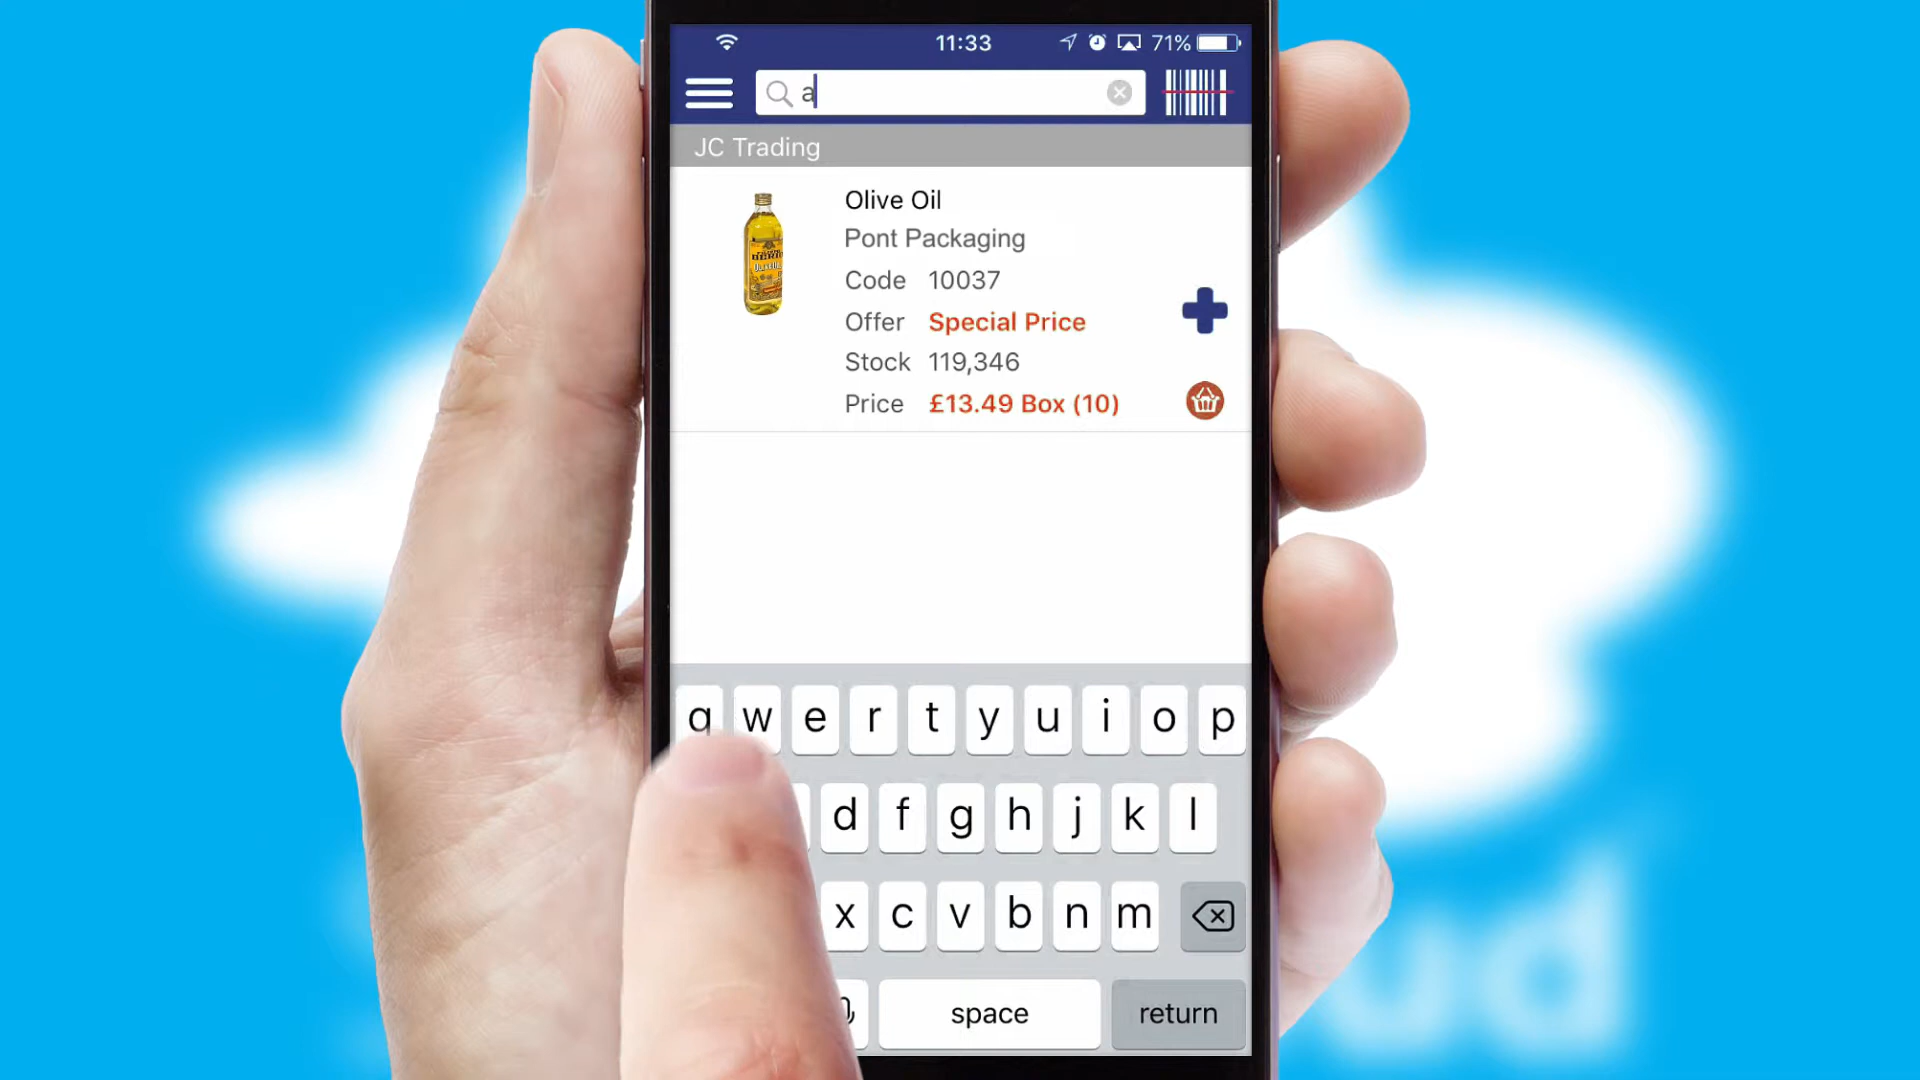 11:33
71%
a
JC Trading
Olive Oil
Pont Packaging
Code 10037
Offer Special Price
Stock 119,346
Price £13.49 Box (10)
q w e r t y u i o p
d f g h j k l
x c v b n m
space return
ud